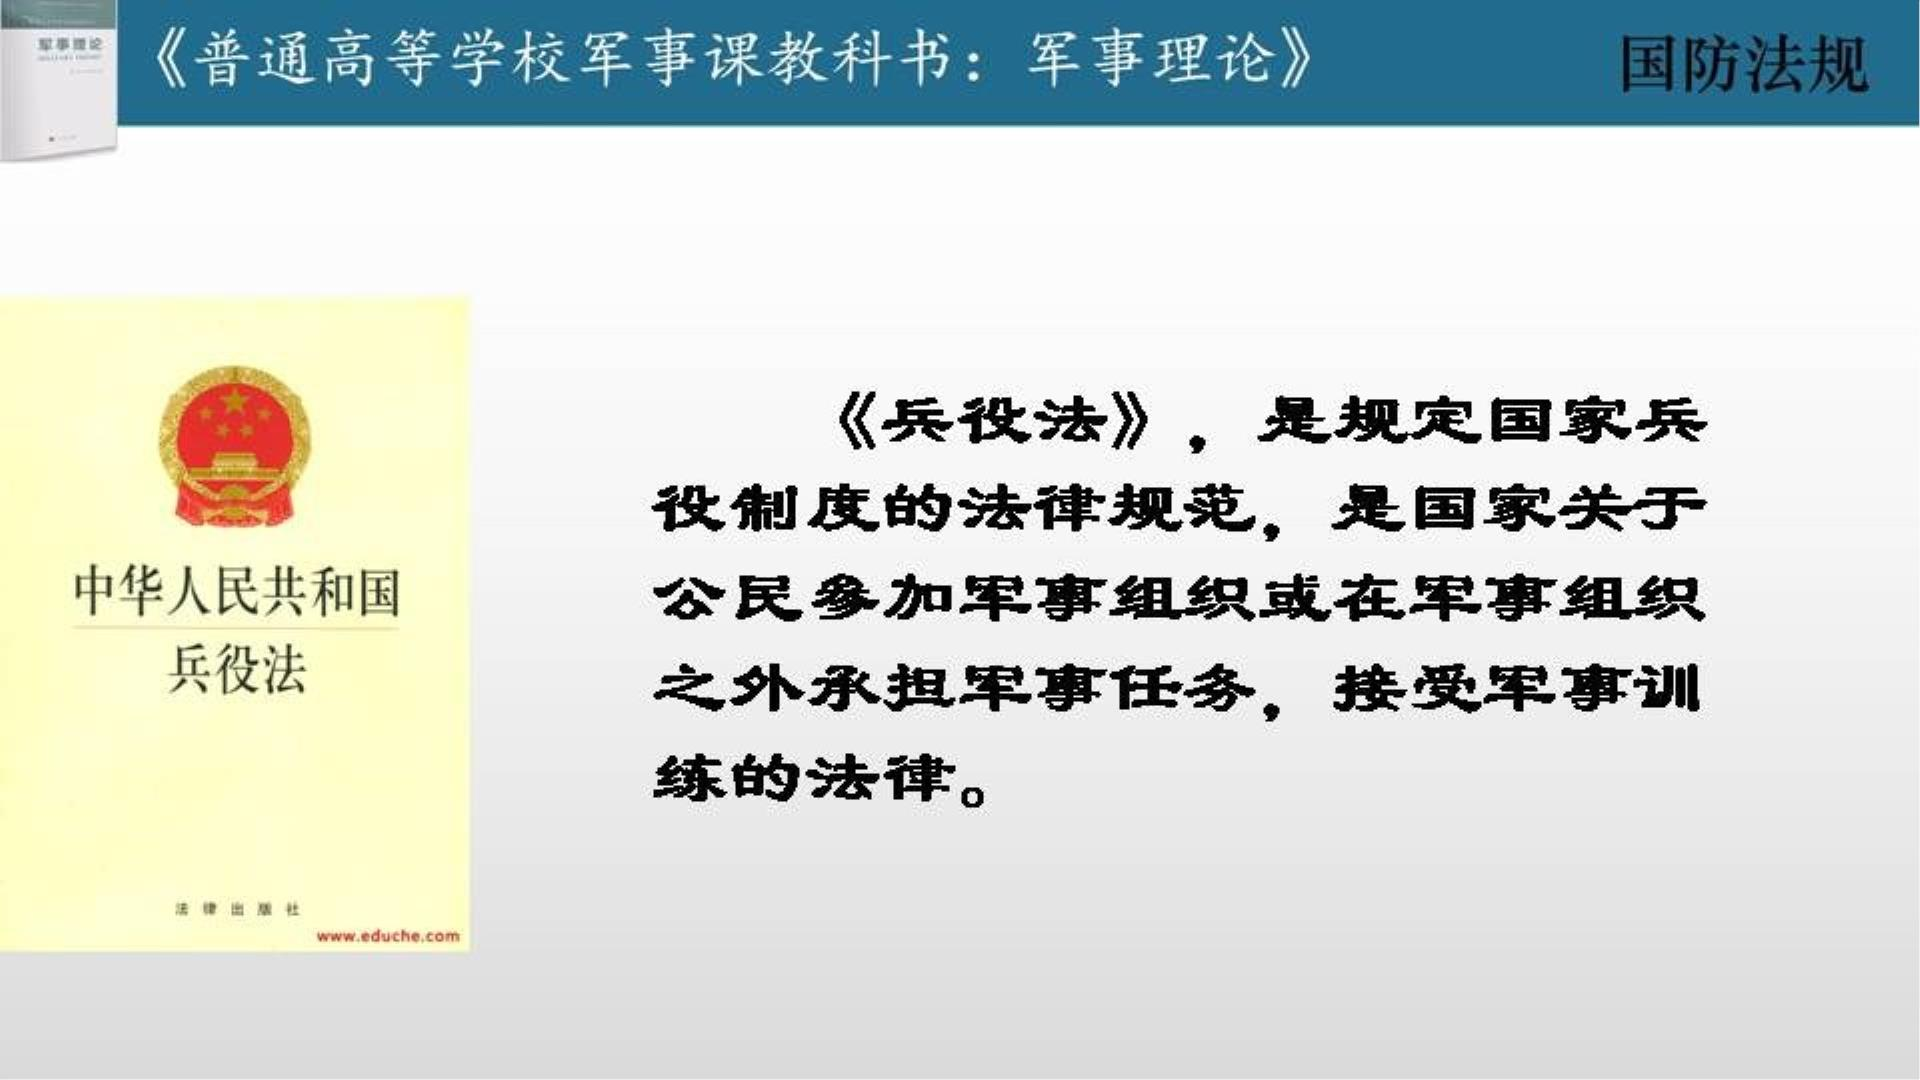 军事理论
《普通高等学校军事课教科书：军事理论》
国防法规
中华人民共和国
兵役法
法律出版社
www.eduche.com
《兵役法》，是规定国家兵
役制度的法律规范，是国家关于
公民参加军事组织或在军事组织
之外承担军事任务，接受军事训
练的法律。